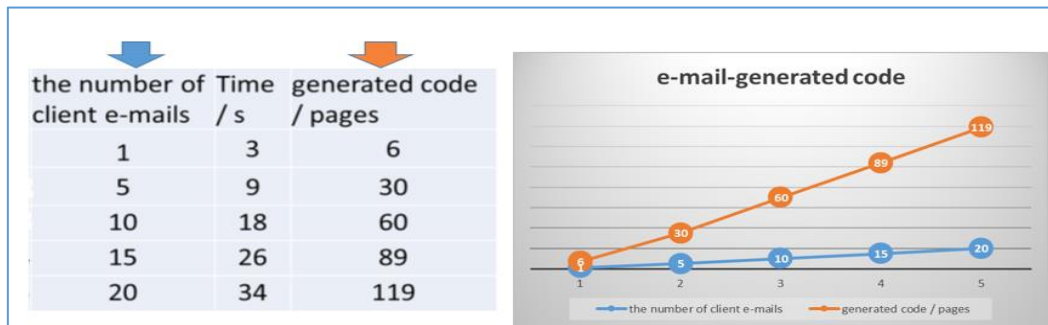 the number of client e-mails
Time / s
generated code / pages
1 3 6
5 9 30
10 18 60
15 26 89
20 34 119
e-mail-generated code
119
89
60
30
6
1
5
10
15
20
1 2 3 4 5
the number of client e-mails
generated code / pages